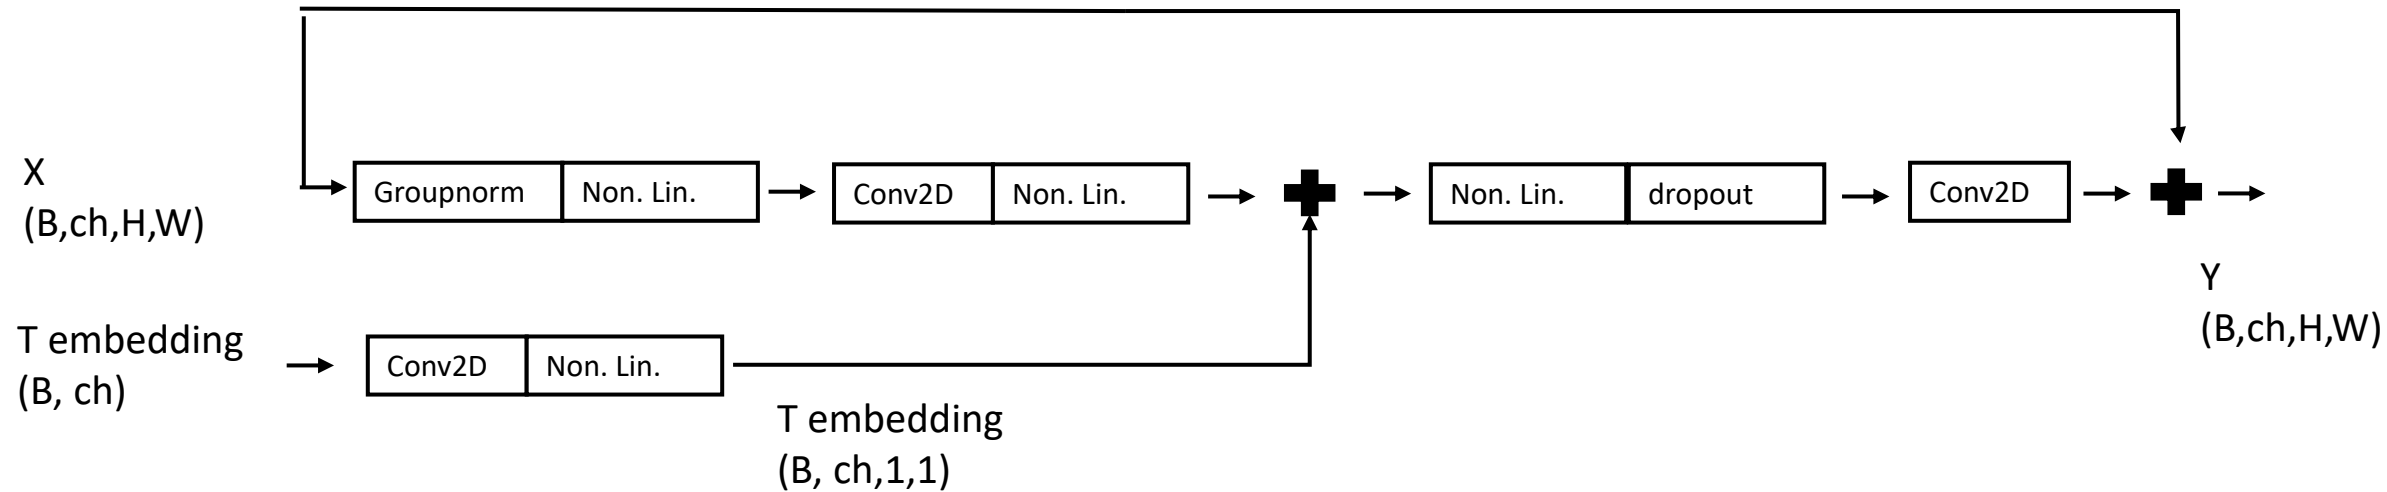 X
(B,ch,H,W)
Groupnorm
Non. Lin.
Conv2D
Non. Lin.
Non. Lin.
dropout
Conv2D
Y
(B,ch,H,W)
T embedding
(B, ch)
Conv2D
Non. Lin.
T embedding
(B, ch,1,1)